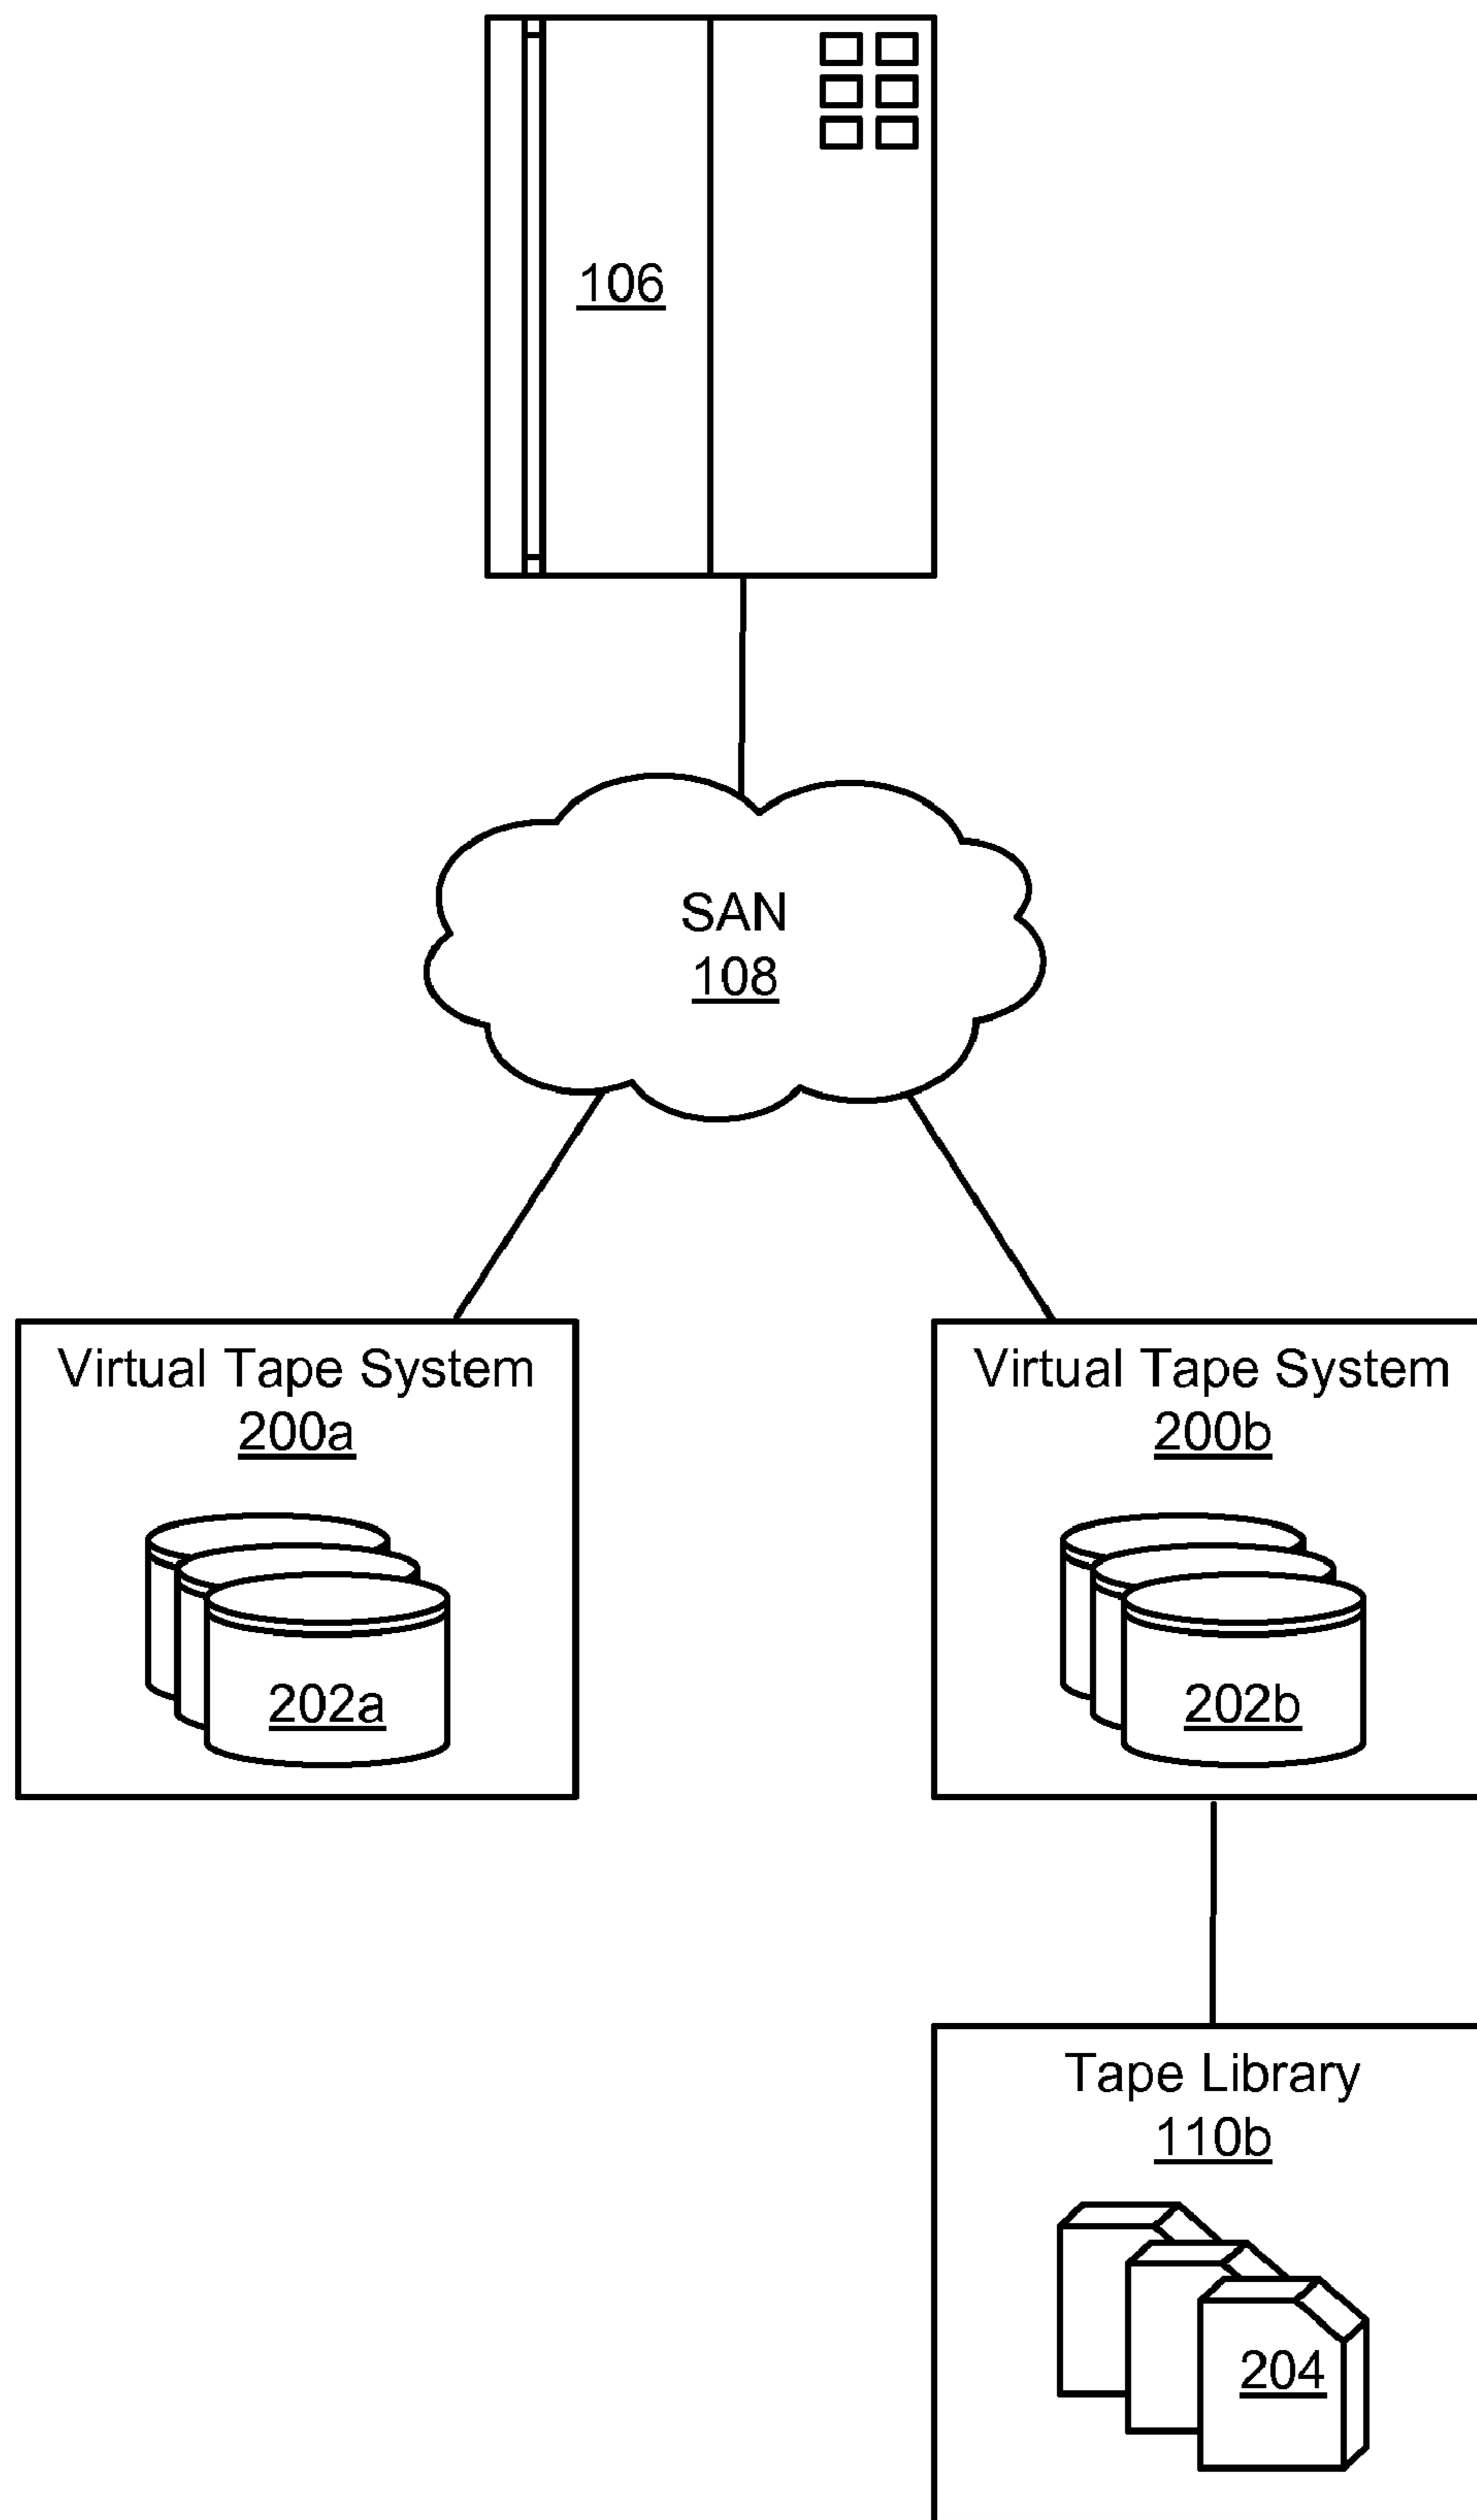 106
SAN
108
Virtual Tape System
200a
202a
Virtual Tape System
200b
202b
Tape Library
110b
204